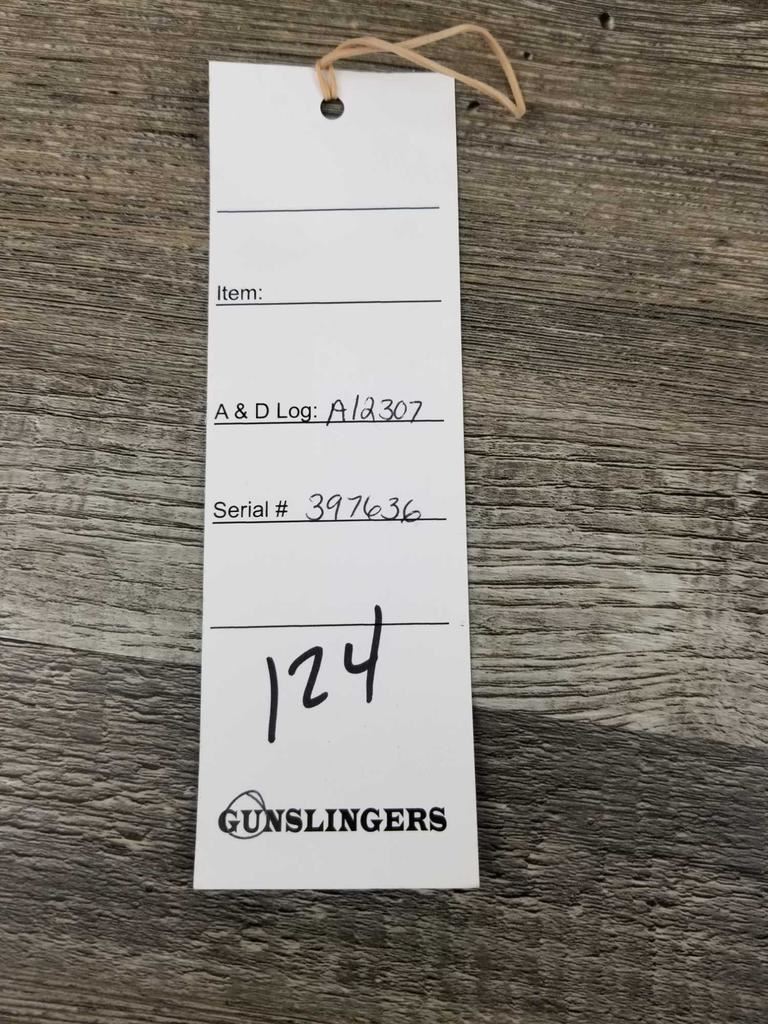 Item:
A & D Log: A12307
Serial # 397636
124
GUNSLINGERS